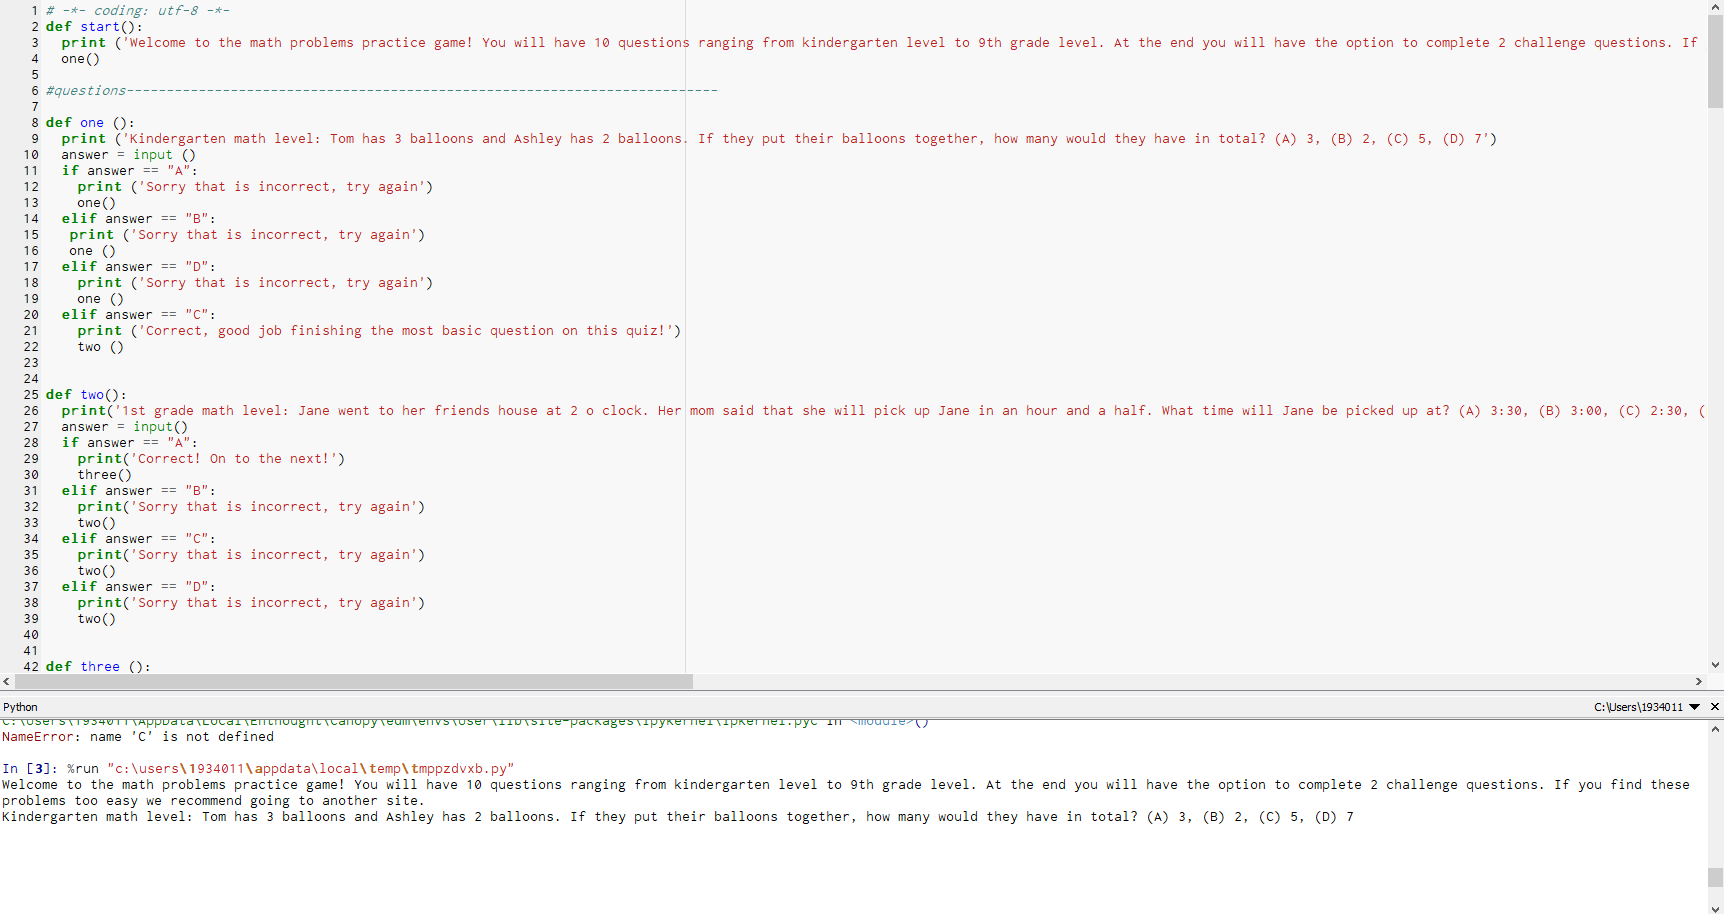 1 # -*- coding: utf-8 -*-
2 def start():
3   print ('Welcome to the math problems practice game! You will have 10 questions ranging from kindergarten level to 9th grade level. At the end you will have the option to complete 2 challenge questions. If
4   one()
5
6 #questions--------------------------------------------------------------------------
7
8 def one ():
9   print ('Kindergarten math level: Tom has 3 balloons and Ashley has 2 balloons. If they put their balloons together, how many would they have in total? (A) 3, (B) 2, (C) 5, (D) 7')
10   answer = input ()
11   if answer == "A":
12     print ('Sorry that is incorrect, try again')
13     one()
14   elif answer == "B":
15    print ('Sorry that is incorrect, try again')
16    one ()
17   elif answer == "D":
18     print ('Sorry that is incorrect, try again')
19     one ()
20   elif answer == "C":
21     print ('Correct, good job finishing the most basic question on this quiz!')
22     two ()
23
24
25 def two():
26   print('1st grade math level: Jane went to her friends house at 2 o clock. Her mom said that she will pick up Jane in an hour and a half. What time will Jane be picked up at? (A) 3:30, (B) 3:00, (C) 2:30, (
27   answer = input()
28   if answer == "A":
29     print('Correct! On to the next!')
30     three()
31   elif answer == "B":
32     print('Sorry that is incorrect, try again')
33     two()
34   elif answer == "C":
35     print('Sorry that is incorrect, try again')
36     two()
37   elif answer == "D":
38     print('Sorry that is incorrect, try again')
39     two()
40
41
42 def three ():
Python C:\Users\1934011
C:\Users\1934011\AppData\Local\Enthought\Canopy\edm\envs\User\lib\site-packages\ipykernel\ipkernel.pyc in <module>()
NameError: name 'C' is not defined
In [3]: %run "c:\users\1934011\appdata\local\temp\tmppzdvxb.py"
Welcome to the math problems practice game! You will have 10 questions ranging from kindergarten level to 9th grade level. At the end you will have the option to complete 2 challenge questions. If you find these
problems too easy we recommend going to another site.
Kindergarten math level: Tom has 3 balloons and Ashley has 2 balloons. If they put their balloons together, how many would they have in total? (A) 3, (B) 2, (C) 5, (D) 7